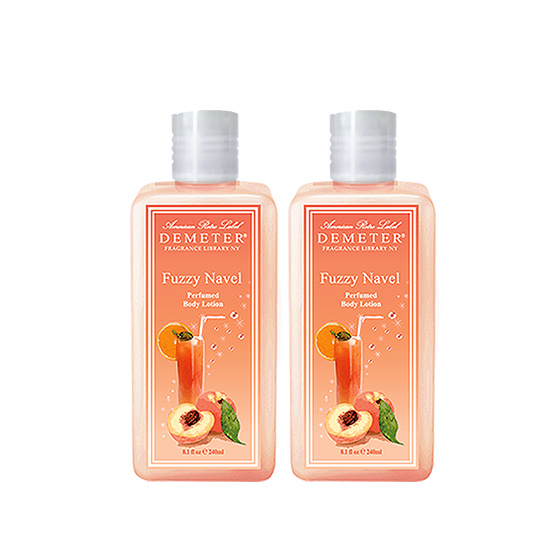 American Retro Label
DEMETER®
FRAGRANCE LIBRARY NY
Fuzzy Navel
Perfumed
Body Lotion
8.1 fl oz ℮ 240ml
American Retro Label
DEMETER®
FRAGRANCE LIBRARY NY
Fuzzy Navel
Perfumed
Body Lotion
8.1 fl oz ℮ 240ml